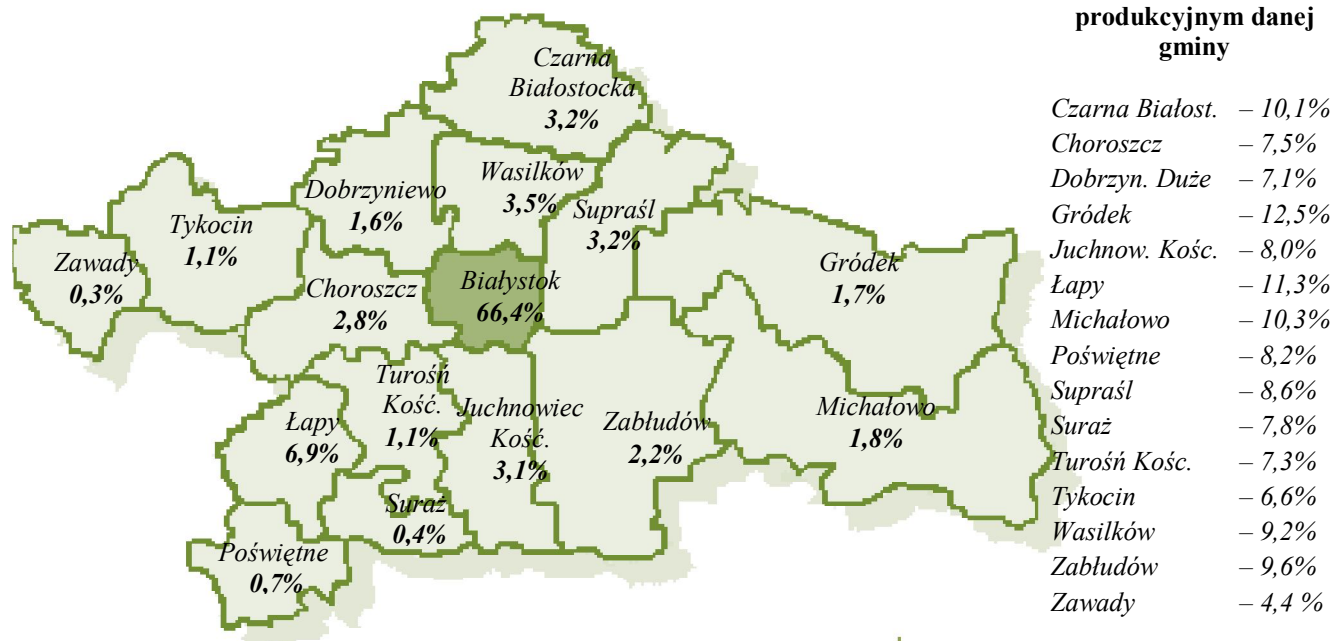 Czarna
Białostocka
3,2%
Dobrzyniewo
1,6%
Wasilków
3,5%
Supraśl
3,2%
Tykocin
1,1%
Zawady
0,3%
Choroszcz
2,8%
Białystok
66,4%
Gródek
1,7%
Turośń
Kość.
1,1%
Juchnowiec
Kość.
3,1%
Łapy
6,9%
Zabłudów
2,2%
Michałowo
1,8%
Suraż
0,4%
Poświętne
0,7%
produkcyjnym danej
gminy
Czarna Białost. – 10,1%
Choroszcz – 7,5%
Dobrzyn. Duże – 7,1%
Gródek – 12,5%
Juchnow. Kośc. – 8,0%
Łapy – 11,3%
Michałowo – 10,3%
Poświętne – 8,2%
Supraśl – 8,6%
Suraż – 7,8%
Turośń Kośc. – 7,3%
Tykocin – 6,6%
Wasilków – 9,2%
Zabłudów – 9,6%
Zawady – 4,4 %